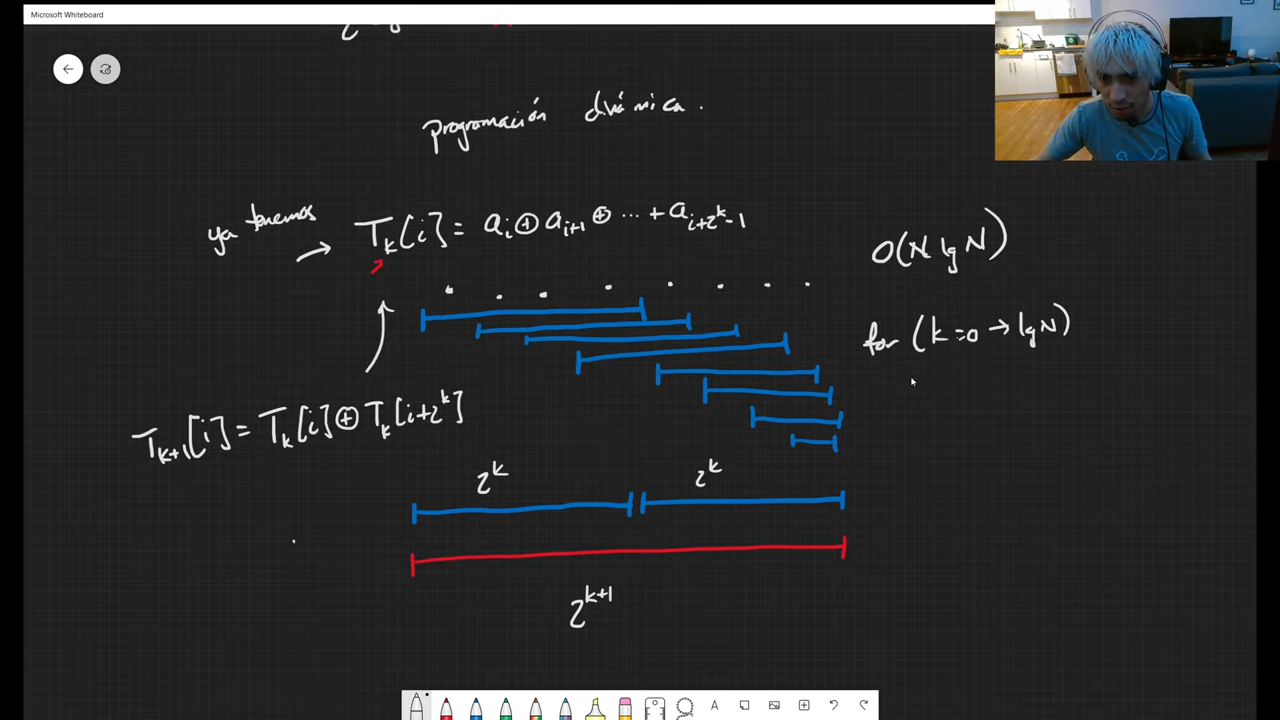 Microsoft Whiteboard
programación dinámica.
ya tenemos → T_k[i] = a_i ⊕ a_{i+1} ⊕ ... + a_{i+2^k-1}
O(N lg N)
for (k=0 → lg N)
T_{k+1}[i] = T_k[i] ⊕ T_k[i+2^k]
2^k 2^k
2^{k+1}
A